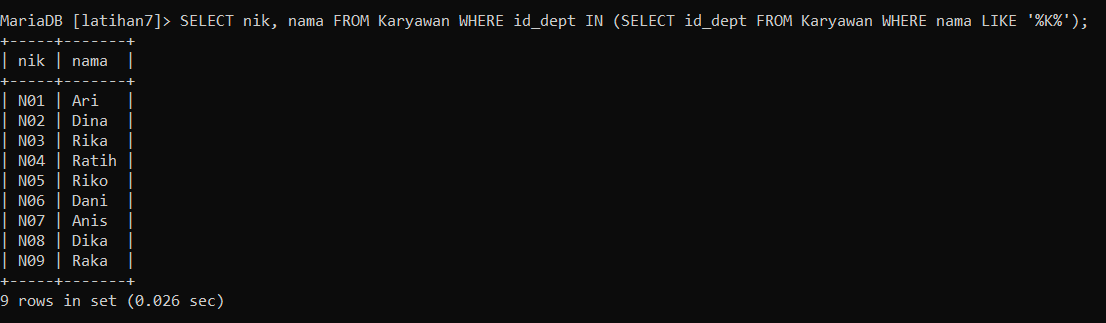 MariaDB [latihan7]> SELECT nik, nama FROM Karyawan WHERE id_dept IN (SELECT id_dept FROM Karyawan WHERE nama LIKE '%K%');
+-----+-------+
| nik | nama  |
+-----+-------+
| N01 | Ari   |
| N02 | Dina  |
| N03 | Rika  |
| N04 | Ratih |
| N05 | Riko  |
| N06 | Dani  |
| N07 | Anis  |
| N08 | Dika  |
| N09 | Raka  |
+-----+-------+
9 rows in set (0.026 sec)